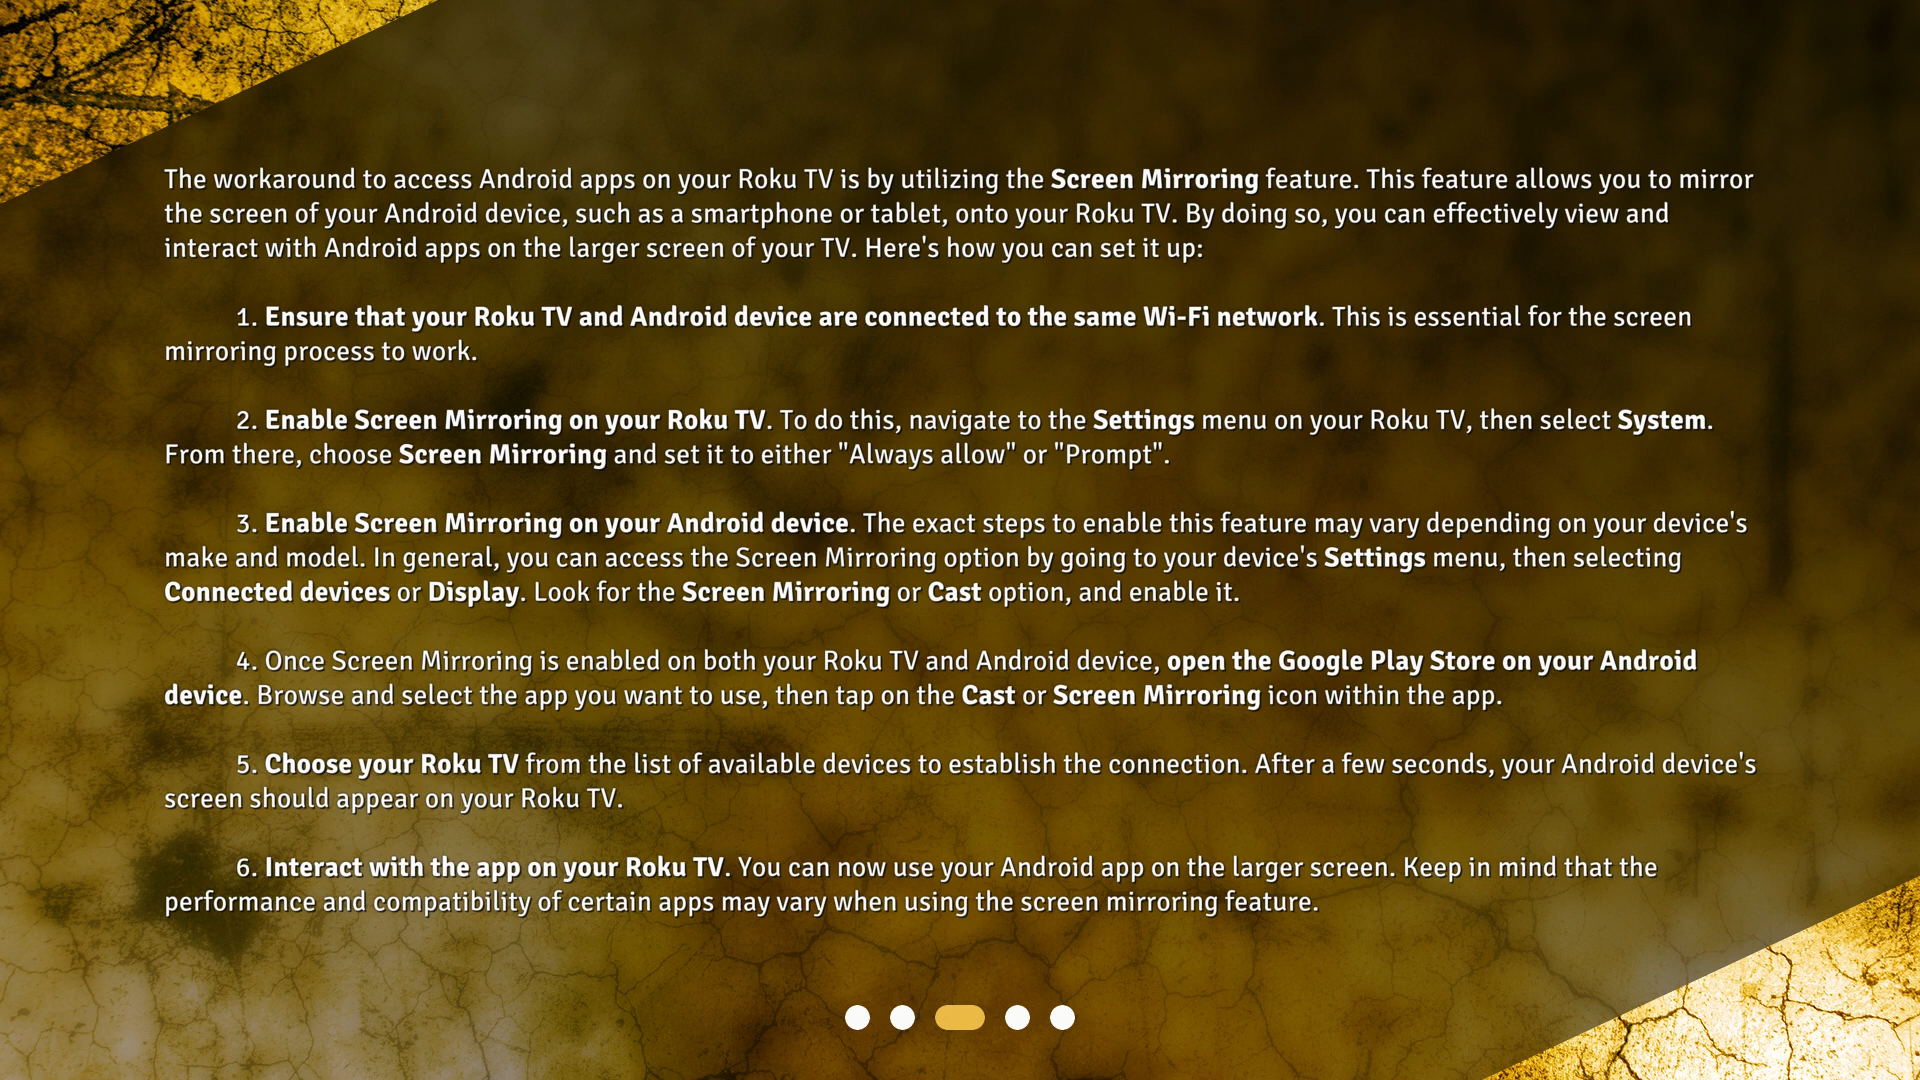 The workaround to access Android apps on your Roku TV is by utilizing the Screen Mirroring feature. This feature allows you to mirror
the screen of your Android device, such as a smartphone or tablet, onto your Roku TV. By doing so, you can effectively view and
interact with Android apps on the larger screen of your TV. Here's how you can set it up:
1. Ensure that your Roku TV and Android device are connected to the same Wi-Fi network. This is essential for the screen
mirroring process to work.
2. Enable Screen Mirroring on your Roku TV. To do this, navigate to the Settings menu on your Roku TV, then select System.
From there, choose Screen Mirroring and set it to either "Always allow" or "Prompt".
3. Enable Screen Mirroring on your Android device. The exact steps to enable this feature may vary depending on your device's
make and model. In general, you can access the Screen Mirroring option by going to your device's Settings menu, then selecting
Connected devices or Display. Look for the Screen Mirroring or Cast option, and enable it.
4. Once Screen Mirroring is enabled on both your Roku TV and Android device, open the Google Play Store on your Android
device. Browse and select the app you want to use, then tap on the Cast or Screen Mirroring icon within the app.
5. Choose your Roku TV from the list of available devices to establish the connection. After a few seconds, your Android device's
screen should appear on your Roku TV.
6. Interact with the app on your Roku TV. You can now use your Android app on the larger screen. Keep in mind that the
performance and compatibility of certain apps may vary when using the screen mirroring feature.